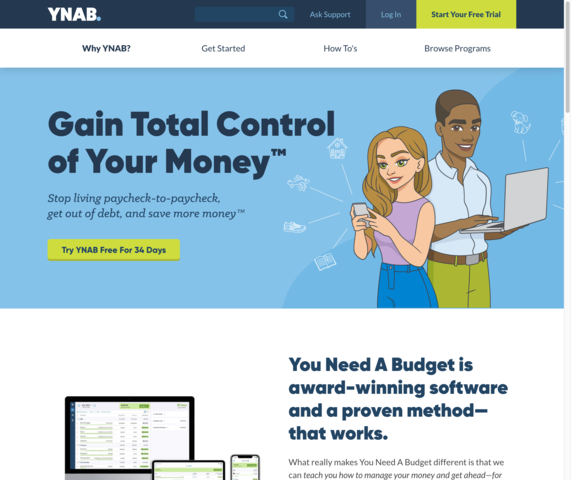 YNAB.
Ask Support
Log In
Start Your Free Trial
Why YNAB?
Get Started
How To's
Browse Programs
Gain Total Control
of Your Money™
Stop living paycheck-to-paycheck,
get out of debt, and save more money™
Try YNAB Free For 34 Days
You Need A Budget is
award-winning software
and a proven method—
that works.
What really makes You Need A Budget different is that we
can teach you how to manage your money and get ahead—for